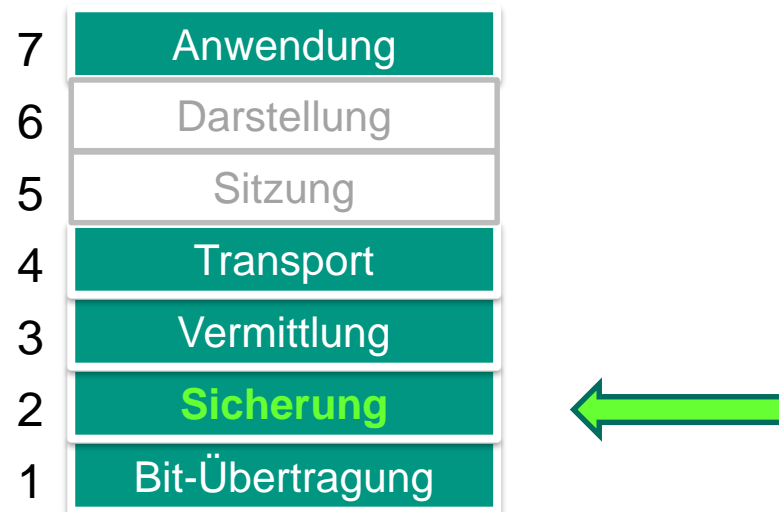 7 Anwendung
6 Darstellung
5 Sitzung
4 Transport
3 Vermittlung
2 Sicherung
1 Bit-Übertragung